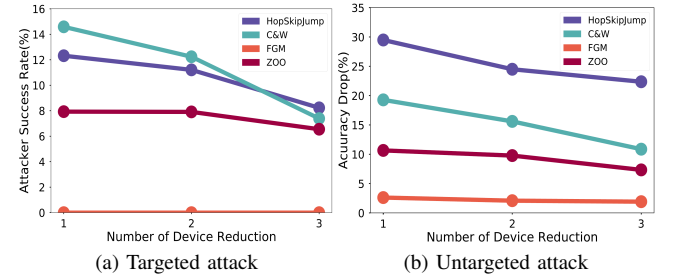 16
14
12
10
8
6
4
2
0
Attacker Success Rate(%)
HopSkipJump
C&W
FGM
ZOO
1
2
3
Number of Device Reduction
(a) Targeted attack
35
30
25
20
15
10
5
0
Acuuracy Drop(%)
HopSkipJump
C&W
FGM
ZOO
1
2
3
Number of Device Reduction
(b) Untargeted attack